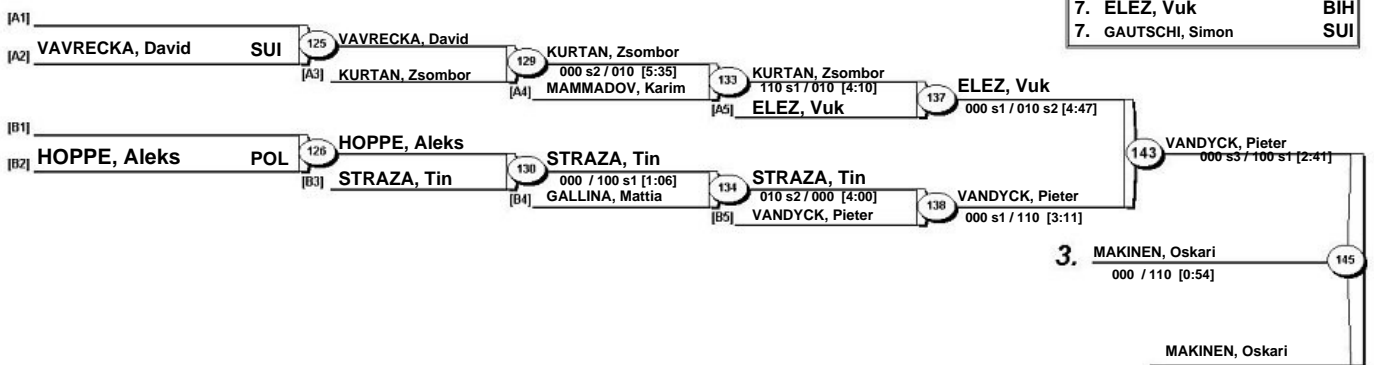 7. ELEZ, Vuk BIH
7. GAUTSCHI, Simon SUI
[A1]
[A2] VAVRECKA, David SUI
125
VAVRECKA, David
[A3] KURTAN, Zsombor
129
KURTAN, Zsombor
000 s2 / 010 [5:35]
[A4] MAMMADOV, Karim
133
KURTAN, Zsombor
110 s1 / 010 [4:10]
[A5] ELEZ, Vuk
137
ELEZ, Vuk
000 s1 / 010 s2 [4:47]
[B1]
[B2] HOPPE, Aleks POL
126
HOPPE, Aleks
[B3] STRAZA, Tin
130
STRAZA, Tin
000 / 100 s1 [1:06]
[B4] GALLINA, Mattia
134
STRAZA, Tin
010 s2 / 000 [4:00]
[B5] VANDYCK, Pieter
138
VANDYCK, Pieter
000 s1 / 110 [3:11]
143
VANDYCK, Pieter
000 s3 / 100 s1 [2:41]
3. MAKINEN, Oskari
000 / 110 [0:54]
145
MAKINEN, Oskari